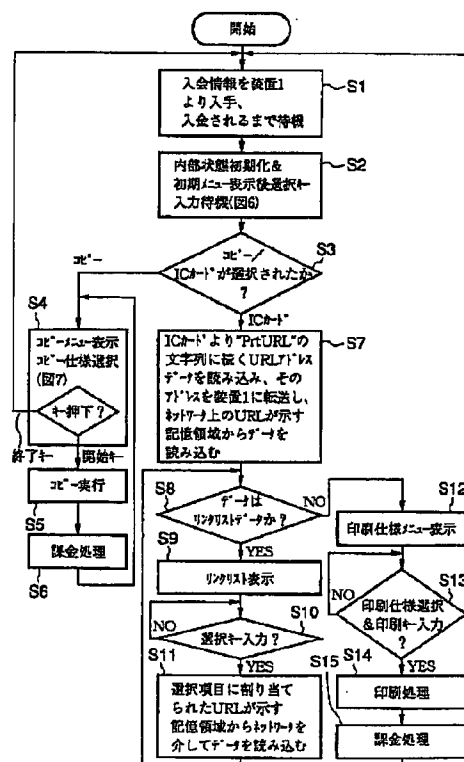 開始
入会情報を装置1
より入手、
入金されるまで待機
S1
内部状態初期化&
初期メニュー表示後選択キー
入力待機(図6)
S2
コピー/
ICカードが選択されたか
?
S3
コピー
ICカード
S4
コピーメニュー表示
コピー仕様選択
(図7)
キー押下?
終了キー
開始キー
コピー実行
S5
課金処理
S6
S7
ICカードより"PrtURL"の
文字列に続くURLアドレス
データを読み込み、その
アドレスを装置1に転送し、
ネットワーク上のURLが示す
記憶領域からデータを
読み込む
S8
データは
リンクリストデータか?
NO
YES
S9
リンクリスト表示
S10
選択キー入力?
NO
YES
S11
選択項目に割り当て
られたURLが示す
記憶領域からネットワークを
介してデータを読み込む
S12
印刷仕様メニュー表示
S13
印刷仕様選択
&印刷キー入力
?
NO
YES
S14
印刷処理
S15
課金処理